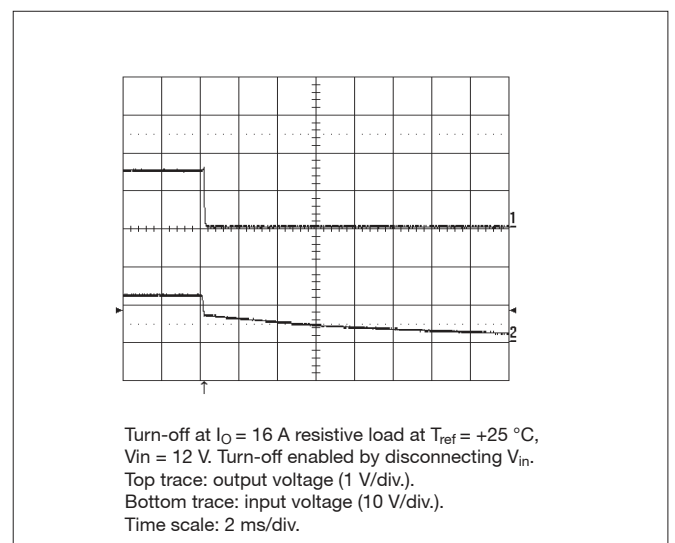 1
2
Turn-off at IO = 16 A resistive load at Tref = +25 °C,
Vin = 12 V. Turn-off enabled by disconnecting Vin.
Top trace: output voltage (1 V/div.).
Bottom trace: input voltage (10 V/div.).
Time scale: 2 ms/div.